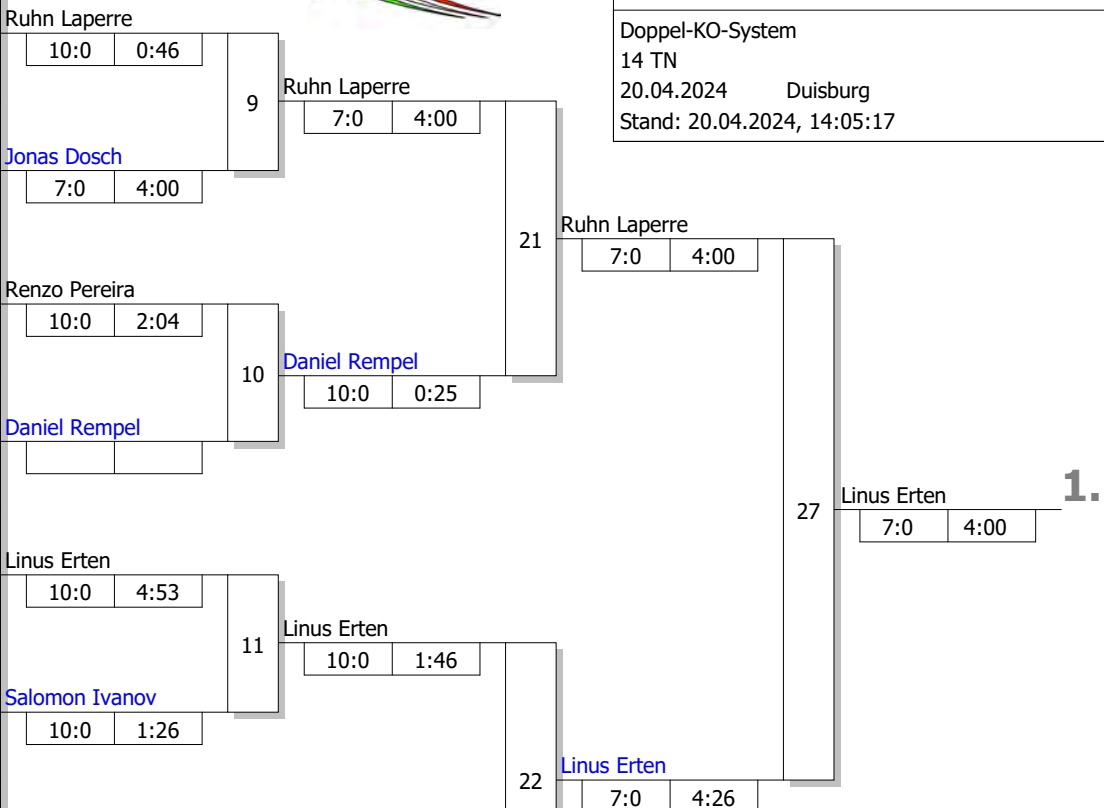 Ruhn Laperre
10:0 0:46
9
Jonas Dosch
7:0 4:00
Ruhn Laperre
7:0 4:00
Doppel-KO-System
14 TN
20.04.2024 Duisburg
Stand: 20.04.2024, 14:05:17
21
Ruhn Laperre
7:0 4:00
Renzo Pereira
10:0 2:04
10
Daniel Rempel
Daniel Rempel
10:0 0:25
27
Linus Erten
7:0 4:00
1.
Linus Erten
10:0 4:53
11
Salomon Ivanov
10:0 1:26
Linus Erten
10:0 1:46
22
Linus Erten
7:0 4:26